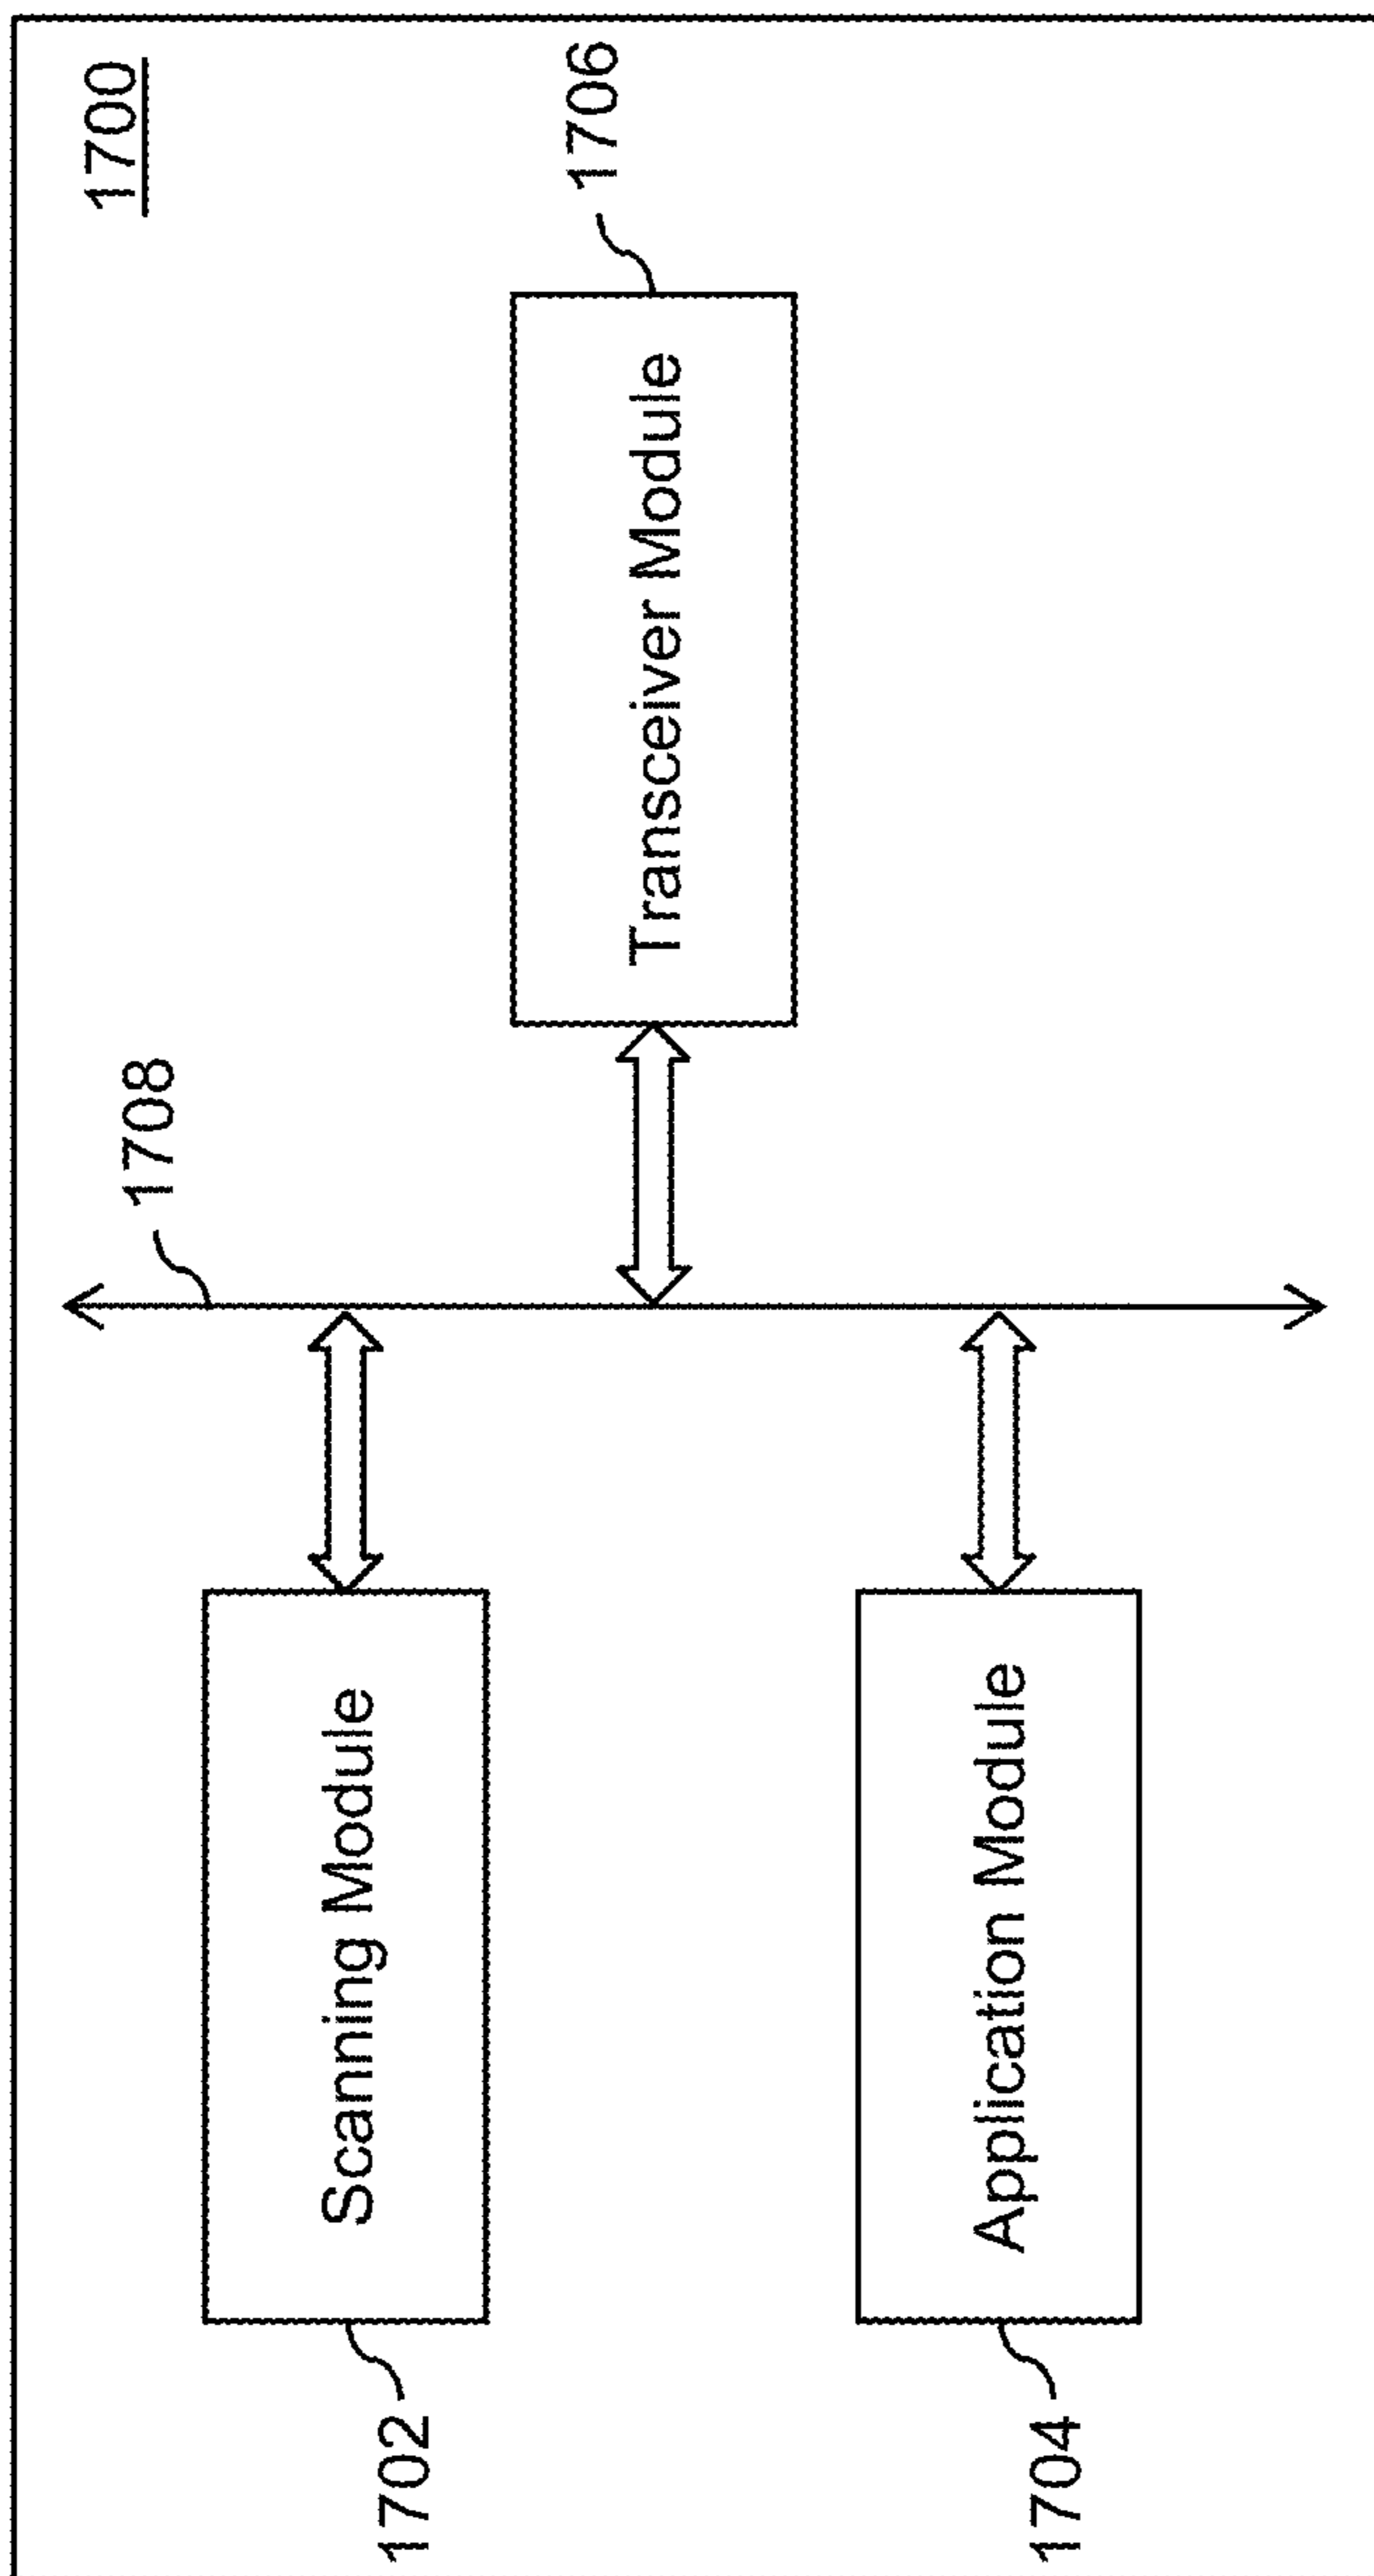 1700
1708
1702
Scanning Module
Transceiver Module
1706
1704
Application Module